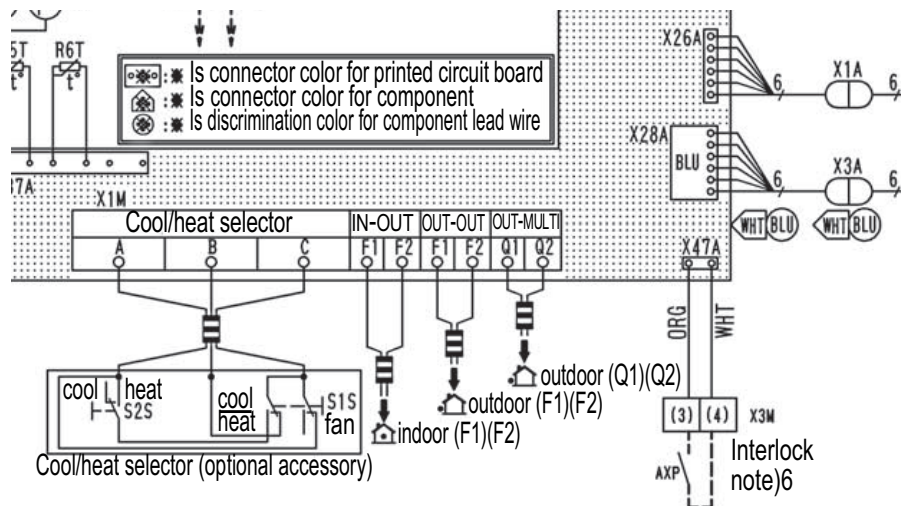 5T R6T
t t
: ※ Is connector color for printed circuit board
: ※ Is connector color for component
: ※ Is discrimination color for component lead wire
X26A
6
X1A
6
X28A
BLU
6
X3A
6
WHT BLU WHT BLU
37A
X1M
Cool/heat selector IN-OUT OUT-OUT OUT-MULTI
A B C F1 F2 F1 F2 Q1 Q2
X47A
ORG WHT
cool heat
S2S
cool
heat
S1S
fan
Cool/heat selector (optional accessory)
indoor (F1)(F2)
outdoor (F1)(F2)
outdoor (Q1)(Q2)
(3) (4) X3M
AXP
Interlock
note)6